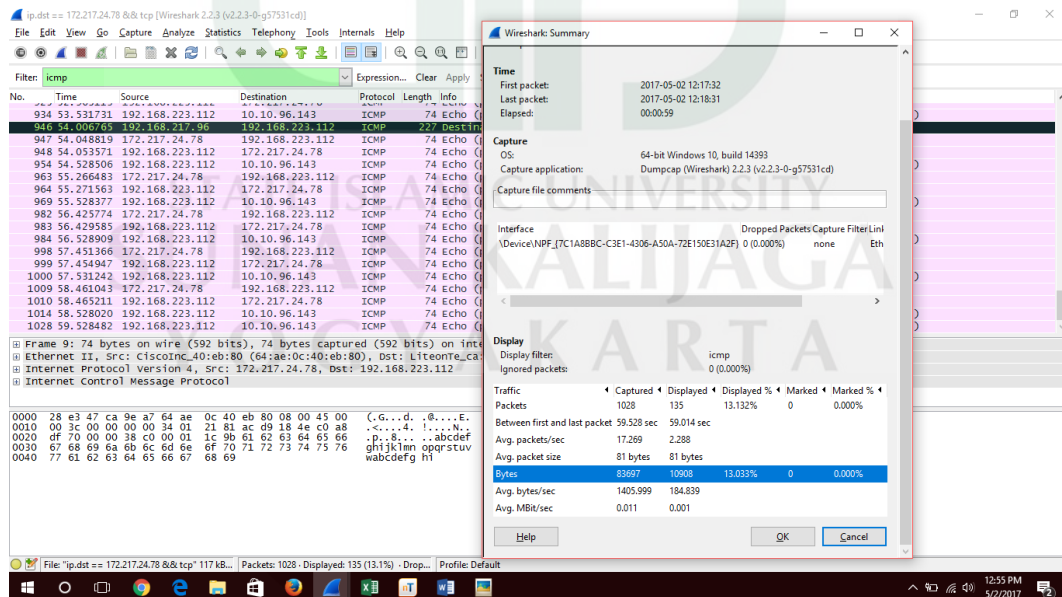 ip.dst == 172.217.24.78 && tcp [Wireshark 2.2.3 (v2.2.3-0-g57531cd)]
File Edit View Go Capture Analyze Statistics Telephony Tools Internals Help
Filter: icmp Expression... Clear Apply
No. Time Source Destination Protocol Length Info
934 53.531731 192.168.223.112 10.10.96.143 ICMP 74 Echo (
946 54.006765 192.168.217.96 192.168.223.112 ICMP 227 Destina
947 54.048819 172.217.24.78 192.168.223.112 ICMP 74 Echo (
948 54.053571 192.168.223.112 172.217.24.78 ICMP 74 Echo (
954 54.528506 192.168.223.112 10.10.96.143 ICMP 74 Echo (
963 55.266483 172.217.24.78 192.168.223.112 ICMP 74 Echo (
964 55.271563 192.168.223.112 172.217.24.78 ICMP 74 Echo (
969 55.528377 192.168.223.112 10.10.96.143 ICMP 74 Echo (
982 56.425774 172.217.24.78 192.168.223.112 ICMP 74 Echo (
983 56.429585 192.168.223.112 172.217.24.78 ICMP 74 Echo (
984 56.528909 192.168.223.112 10.10.96.143 ICMP 74 Echo (
998 57.451366 172.217.24.78 192.168.223.112 ICMP 74 Echo (
999 57.454947 192.168.223.112 172.217.24.78 ICMP 74 Echo (
1000 57.531242 192.168.223.112 10.10.96.143 ICMP 74 Echo (
1009 58.461043 172.217.24.78 192.168.223.112 ICMP 74 Echo (
1010 58.465220 192.168.223.112 172.217.24.78 ICMP 74 Echo (
1014 58.528020 192.168.223.112 10.10.96.143 ICMP 74 Echo (
1028 59.528482 192.168.223.112 10.10.96.143 ICMP 74 Echo (
Frame 9: 74 bytes on wire (592 bits), 74 bytes captured (592 bits) on inte
Ethernet II, Src: CiscoInc_40:eb:80 (64:ae:0c:40:eb:80), Dst: LiteonTe_ca:
Internet Protocol Version 4, Src: 172.217.24.78, Dst: 192.168.223.112
Internet Control Message Protocol
0000 28 e3 47 ca 9e a7 64 ae 0c 40 eb 80 08 00 45 00 (.G...d. .@....E.
0010 00 3c 00 00 00 00 34 01 21 81 ac d9 18 4e c0 a8 .<....4. !....N..
0020 df 70 00 00 38 c0 00 01 1c 9b 61 62 63 64 65 66 .p..8... ..abcdef
0030 67 68 69 6a 6b 6c 6d 6e 6f 70 71 72 73 74 75 76 ghijklmn opqrstuv
0040 77 61 62 63 64 65 66 67 68 69 wabcdefg hi
File: "ip.dst == 172.217.24.78 && tcp" 117 kB... Packets: 1028 · Displayed: 135 (13.1%) · Drop... Profile: Default
Wireshark: Summary
Time
First packet: 2017-05-02 12:17:32
Last packet: 2017-05-02 12:18:31
Elapsed: 00:00:59
Capture
OS: 64-bit Windows 10, build 14393
Capture application: Dumpcap (Wireshark) 2.2.3 (v2.2.3-0-g57531cd)
Capture file comments
Interface Dropped Packets Capture Filter Link
\Device\NPF_{7C1A8BBC-C3E1-4306-A50A-72E150E31A2F} 0 (0.000%) none Eth
Display
Display filter: icmp
Ignored packets: 0 (0.000%)
Traffic Captured Displayed Displayed % Marked Marked %
Packets 1028 135 13.132% 0 0.000%
Between first and last packet 59.528 sec 59.014 sec
Avg. packets/sec 17.269 2.288
Avg. packet size 81 bytes 81 bytes
Bytes 83697 10908 13.033% 0 0.000%
Avg. bytes/sec 1405.999 184.839
Avg. MBit/sec 0.011 0.001
Help OK Cancel
STATE ISLAMIC UNIVERSITY
SUNAN KALIJAGA
YOGYAKARTA
12:55 PM
5/2/2017